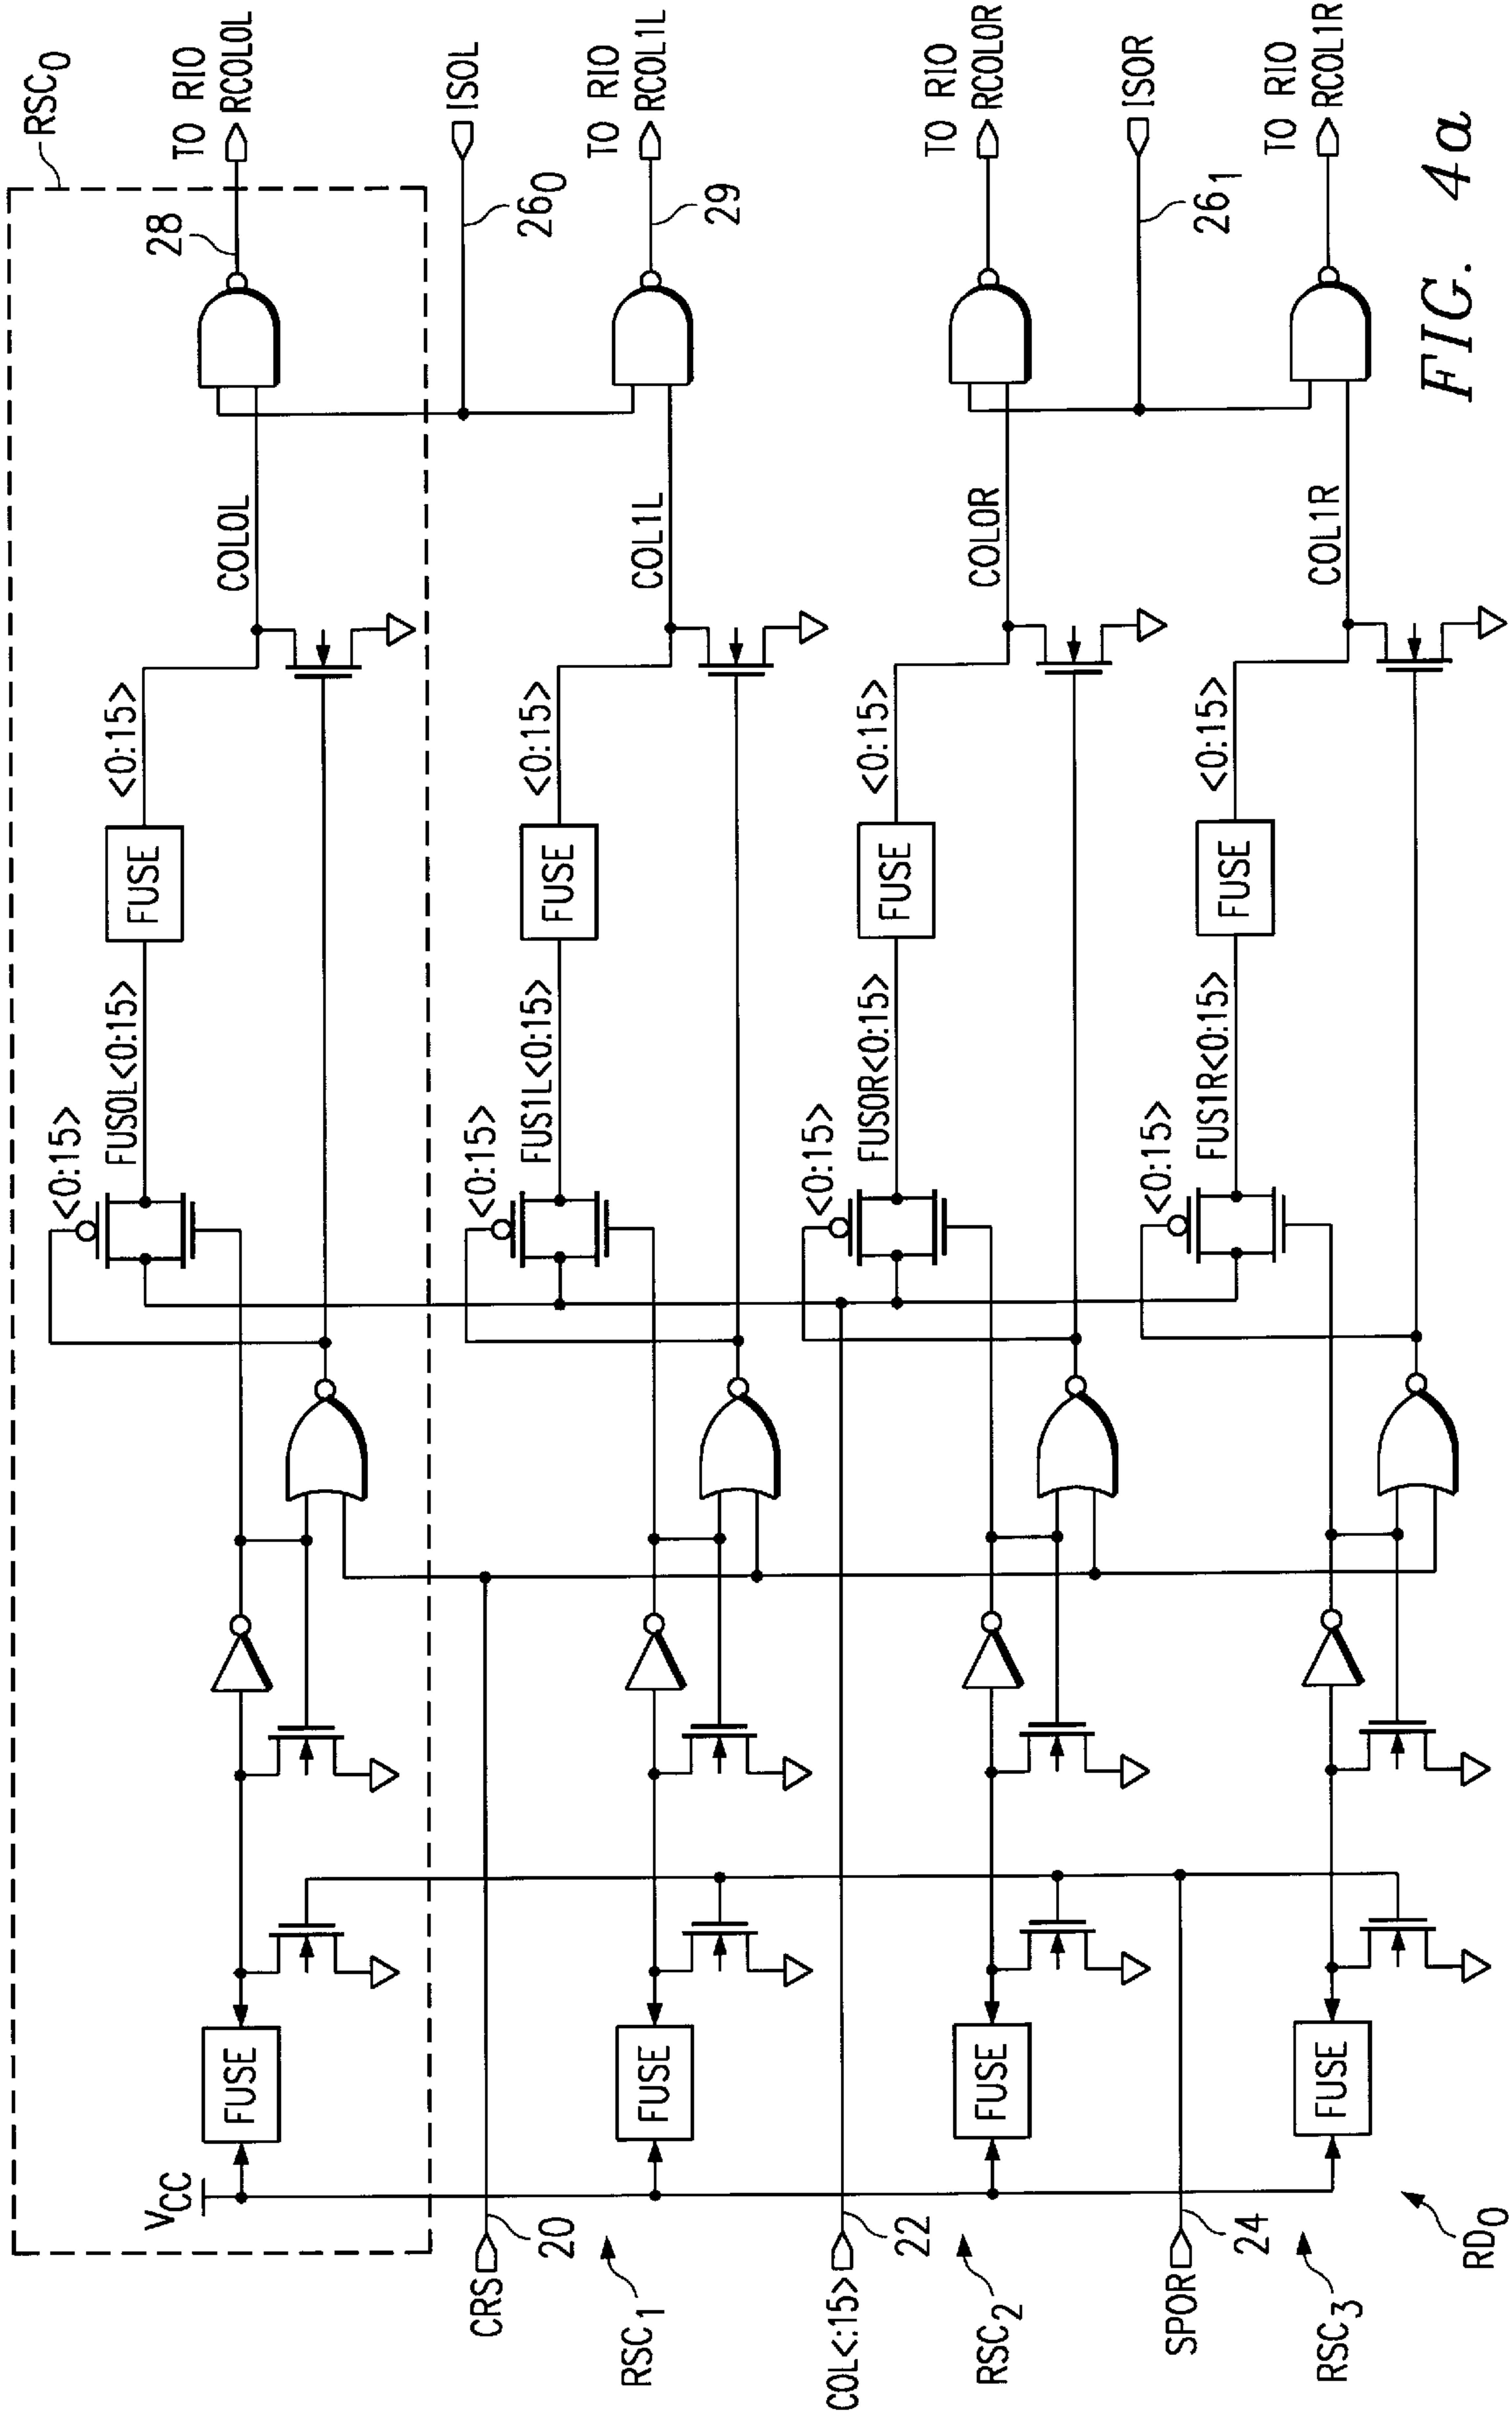 RSC0
VCC
FUSE
<0:15>
FUS0L<0:15>
FUSE
<0:15>
COL0L
28
TO RIO
RCOL0L
CRS
20
260
ISOL
RSC1
FUSE
<0:15>
FUS1L<0:15>
FUSE
<0:15>
COL1L
29
TO RIO
RCOL1L
COL<:15>
22
RSC2
FUSE
<0:15>
FUS0R<0:15>
FUSE
<0:15>
COL0R
TO RIO
RCOL0R
SPOR
24
261
ISOR
RSC3
FUSE
<0:15>
FUS1R<0:15>
FUSE
<0:15>
COL1R
TO RIO
RCOL1R
RD0
FIG. 4a